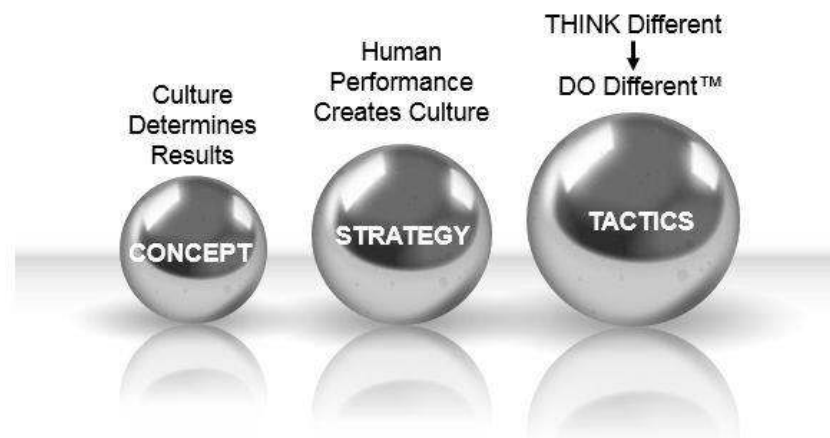 Culture
Determines
Results
CONCEPT
Human
Performance
Creates Culture
STRATEGY
THINK Different
DO Different™
TACTICS